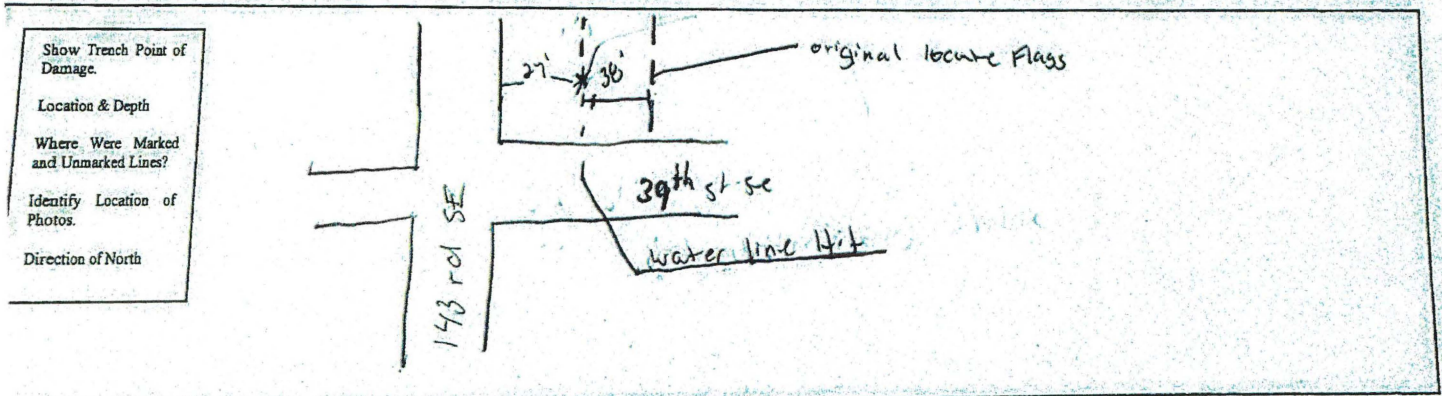 Show Trench Point of
Damage.
Location & Depth
Where Were Marked
and Unmarked Lines?
Identify Location of
Photos.
Direction of North
27'
38'
original locate Flags
39th st se
water line Hit
143 rd SE